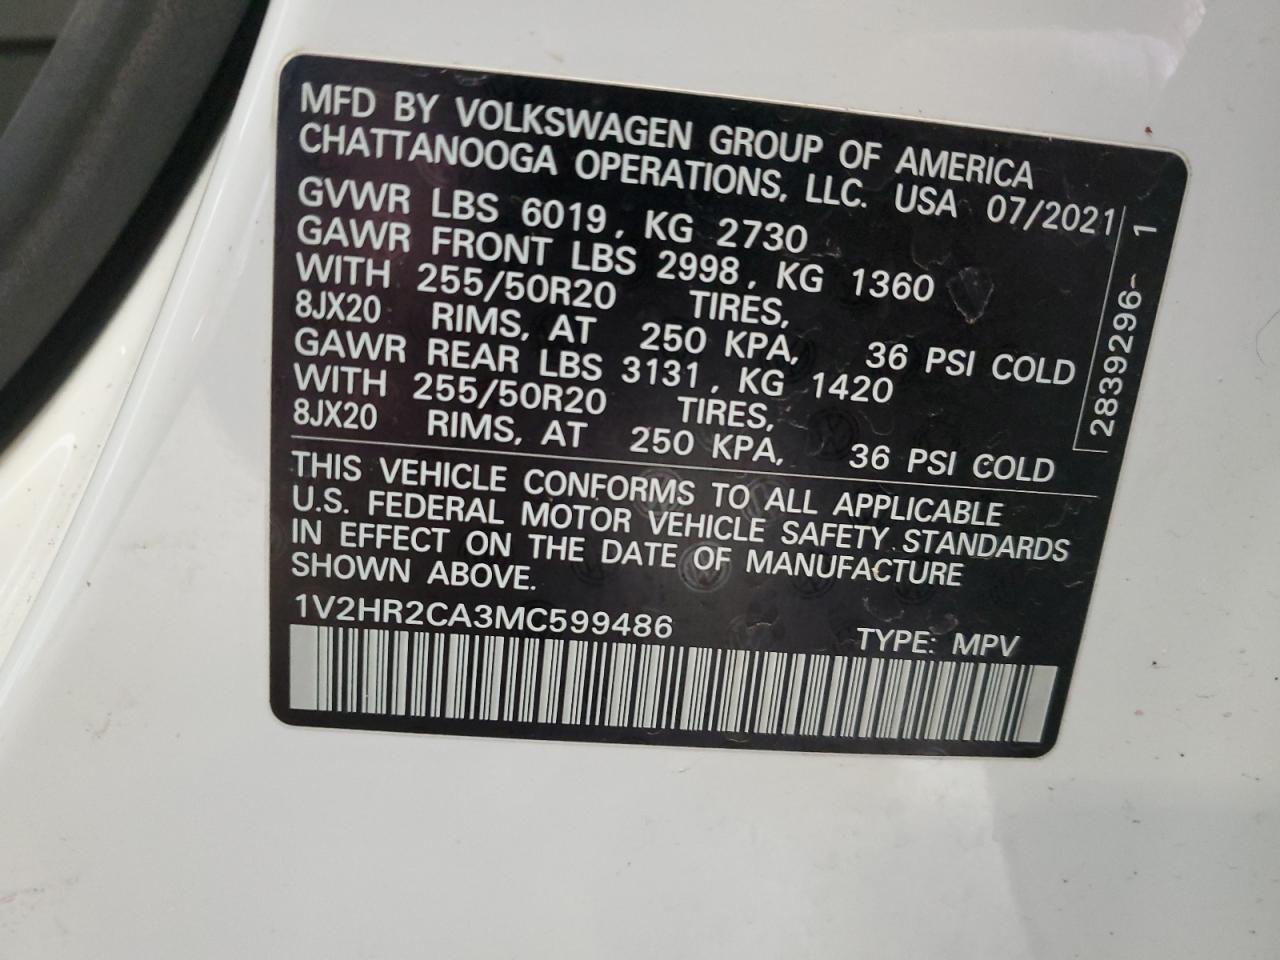 MFD BY VOLKSWAGEN GROUP OF AMERICA
CHATTANOOGA OPERATIONS, LLC. USA 07/2021
GVWR LBS 6019, KG 2730
GAWR FRONT LBS 2998, KG 1360
WITH 255/50R20 TIRES,
8JX20 RIMS, AT 250 KPA, 36 PSI COLD
GAWR REAR LBS 3131, KG 1420
WITH 255/50R20 TIRES,
8JX20 RIMS, AT 250 KPA, 36 PSI COLD
THIS VEHICLE CONFORMS TO ALL APPLICABLE
U.S. FEDERAL MOTOR VEHICLE SAFETY STANDARDS
IN EFFECT ON THE DATE OF MANUFACTURE
SHOWN ABOVE.
1V2HR2CA3MC599486 TYPE: MPV
2839296- 1